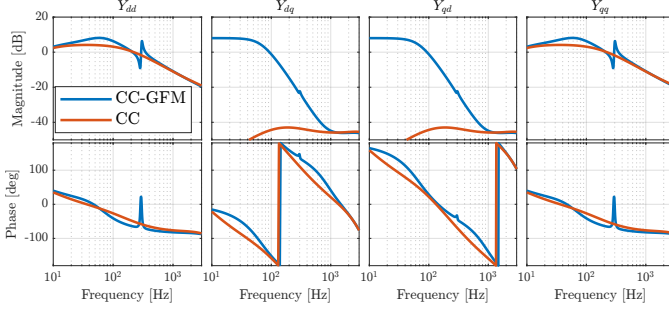 Y_dd Y_dq Y_qd Y_qq
Magnitude [dB]
20
0
-20
-40
CC-GFM
CC
Phase [deg]
100
0
-100
10^1 10^2 10^3 10^1 10^2 10^3 10^1 10^2 10^3 10^1 10^2 10^3
Frequency [Hz] Frequency [Hz] Frequency [Hz] Frequency [Hz]